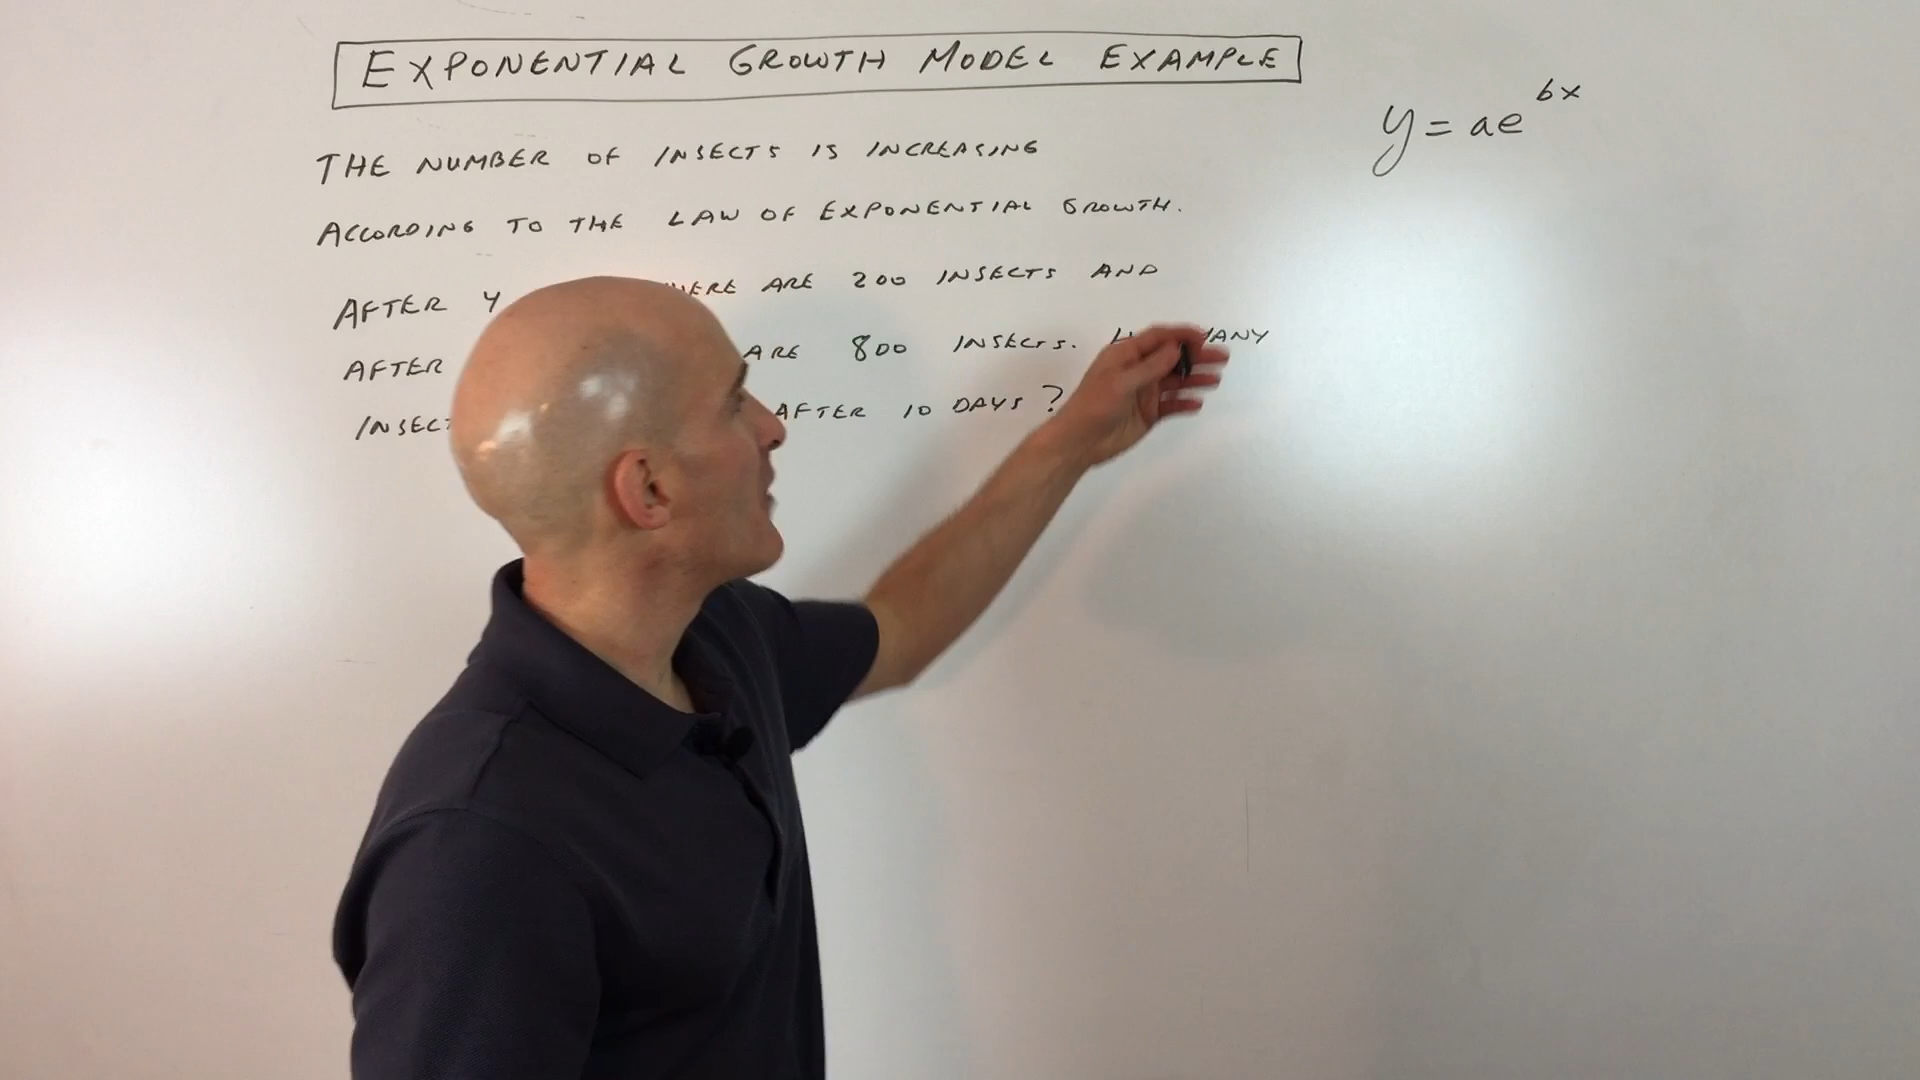 EXPONENTIAL GROWTH MODEL EXAMPLE
y = ae^bx
THE NUMBER OF INSECTS IS INCREASING
ACCORDING TO THE LAW OF EXPONENTIAL GROWTH.
AFTER 4 ARE 200 INSECTS AND
AFTER ARE 800 INSECTS.
AFTER 10 DAYS?